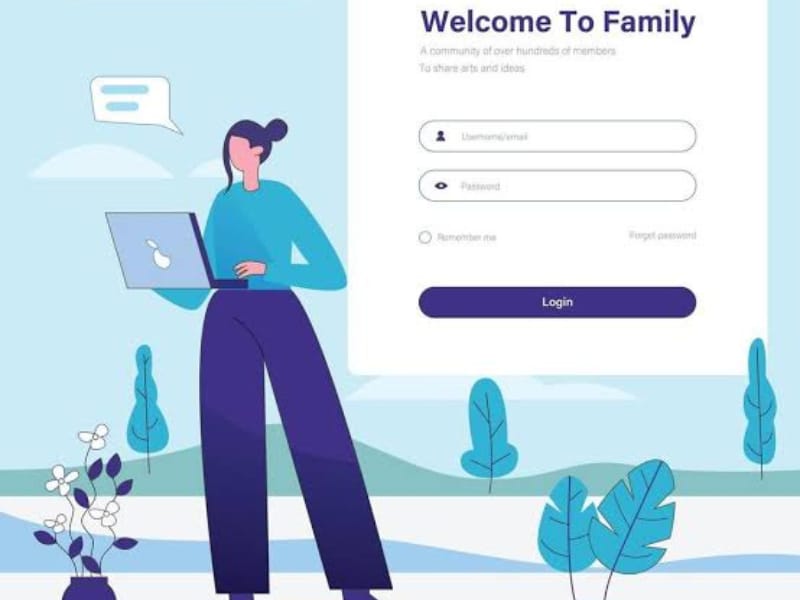 Welcome To Family
A community of over hundreds of members
To share arts and ideas
Username/email
Password
Remember me
Forget password
Login